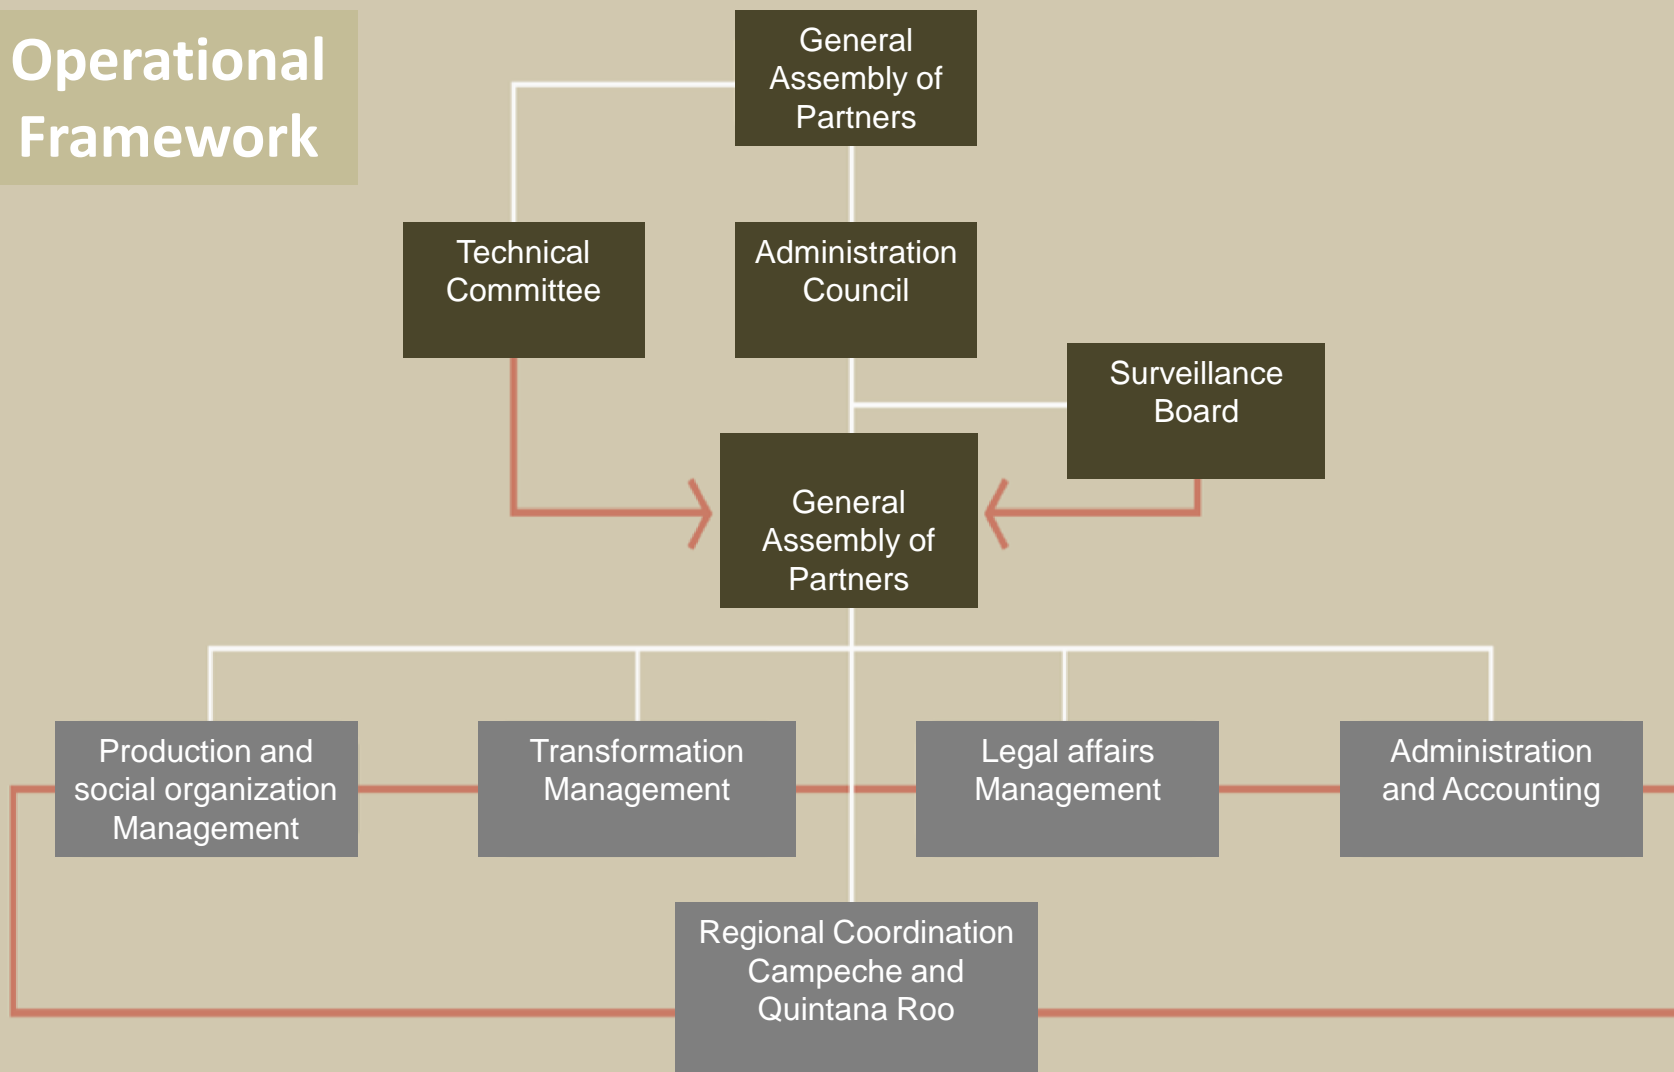 Operational
Framework
General
Assembly of
Partners
Technical
Committee
Administration
Council
Surveillance
Board
General
Assembly of
Partners
Production and
social organization
Management
Transformation
Management
Legal affairs
Management
Administration
and Accounting
Regional Coordination
Campeche and
Quintana Roo